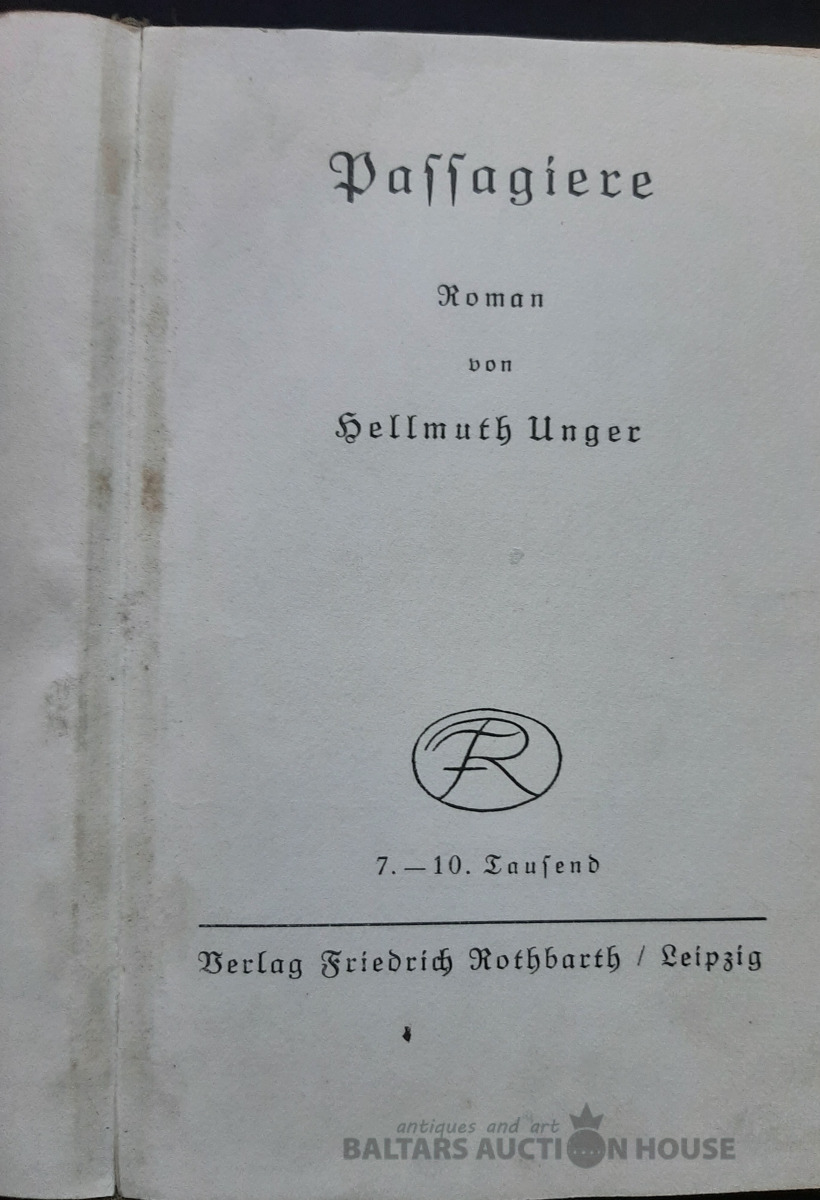 Paſſagiere
Roman
von
Hellmuth Unger
FR
7.—10. Tauſend
Verlag Friedrich Rothbarth / Leipzig
antiques and art
BALTARS AUCTION HOUSE